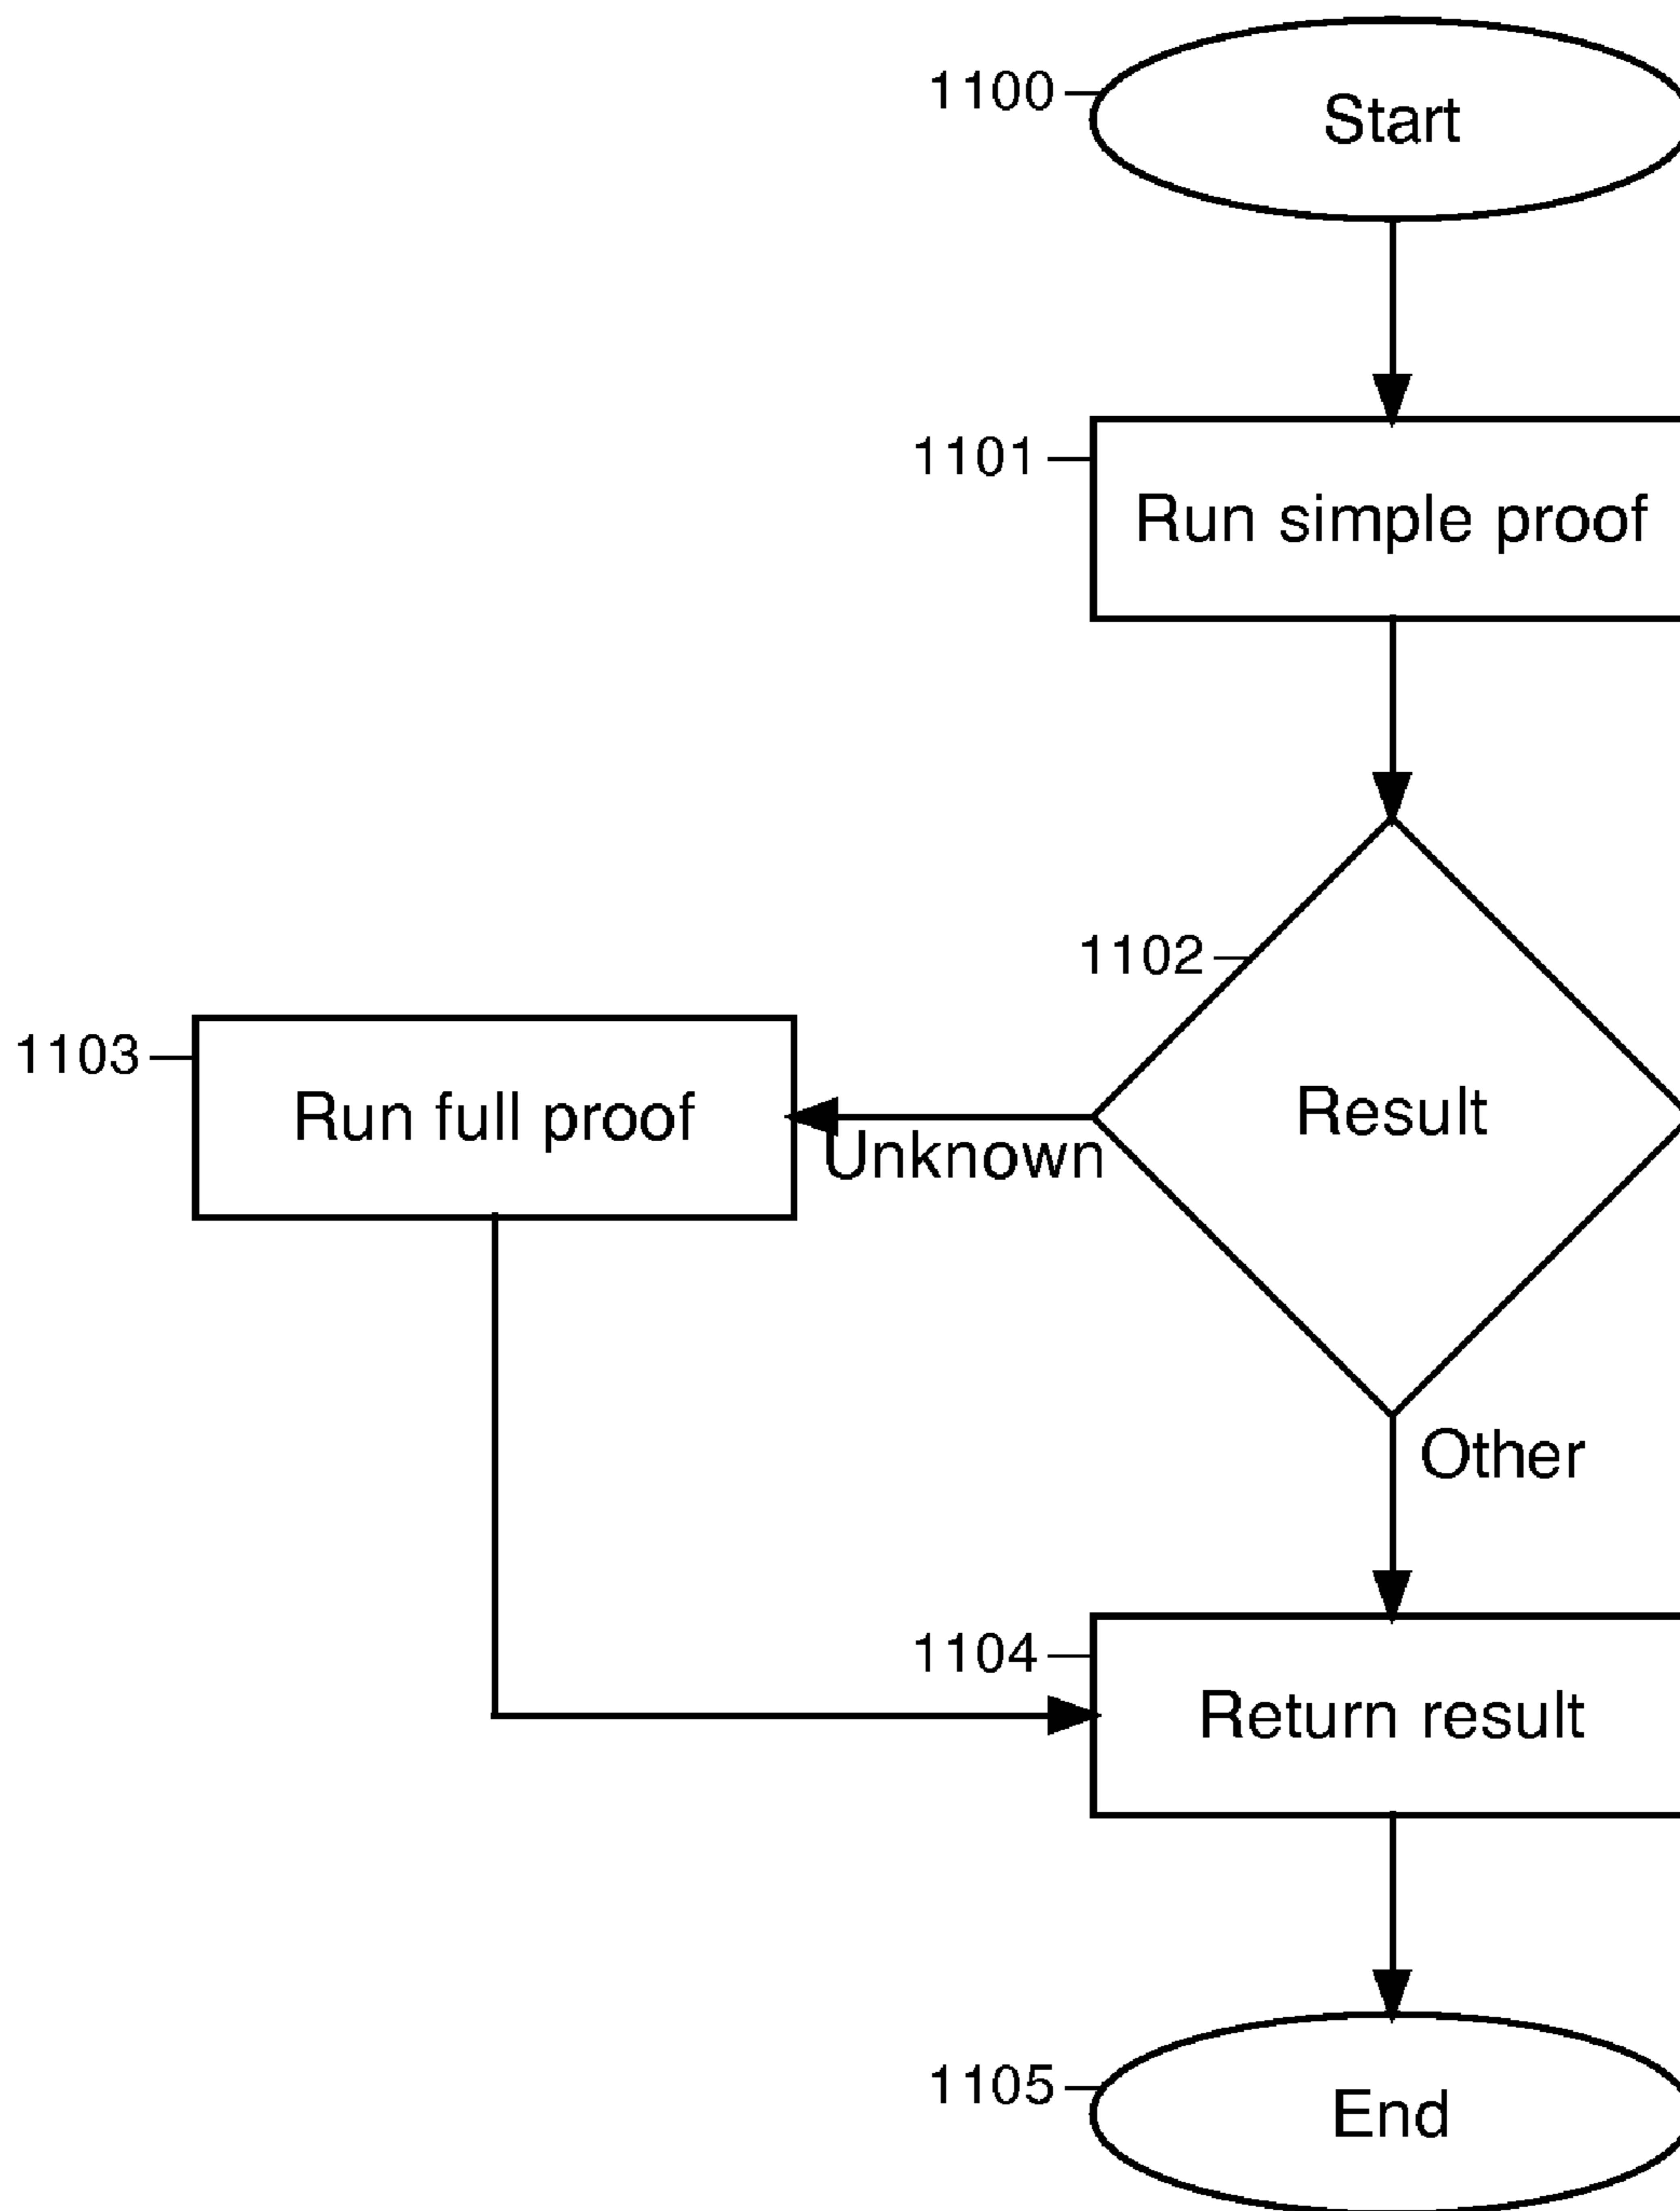 1100
Start
1101
Run simple proof
1102
1103
Run full proof
Result
Unknown
Other
1104
Return result
1105
End